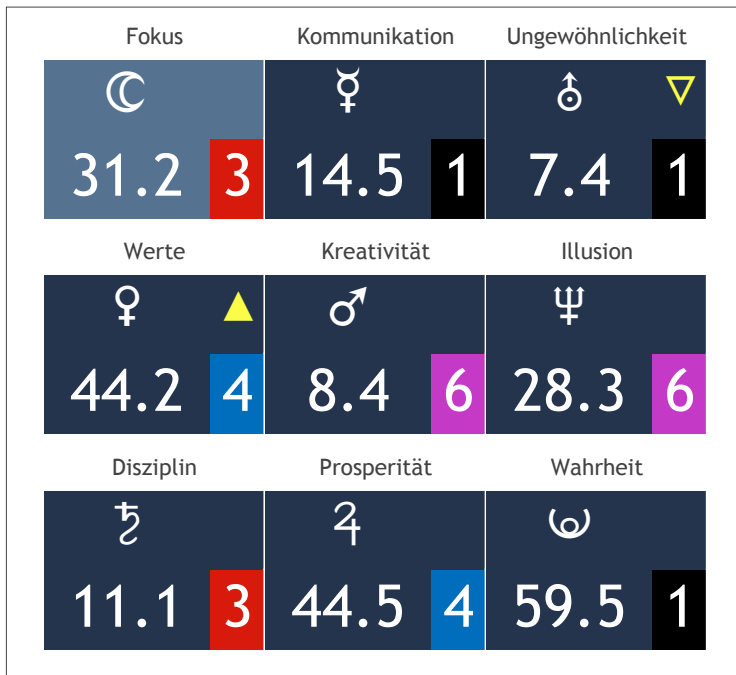 Fokus Kommunikation Ungewöhnlichkeit
31.2 3 14.5 1 7.4 1
Werte Kreativität Illusion
44.2 4 8.4 6 28.3 6
Disziplin Prosperität Wahrheit
11.1 3 44.5 4 59.5 1